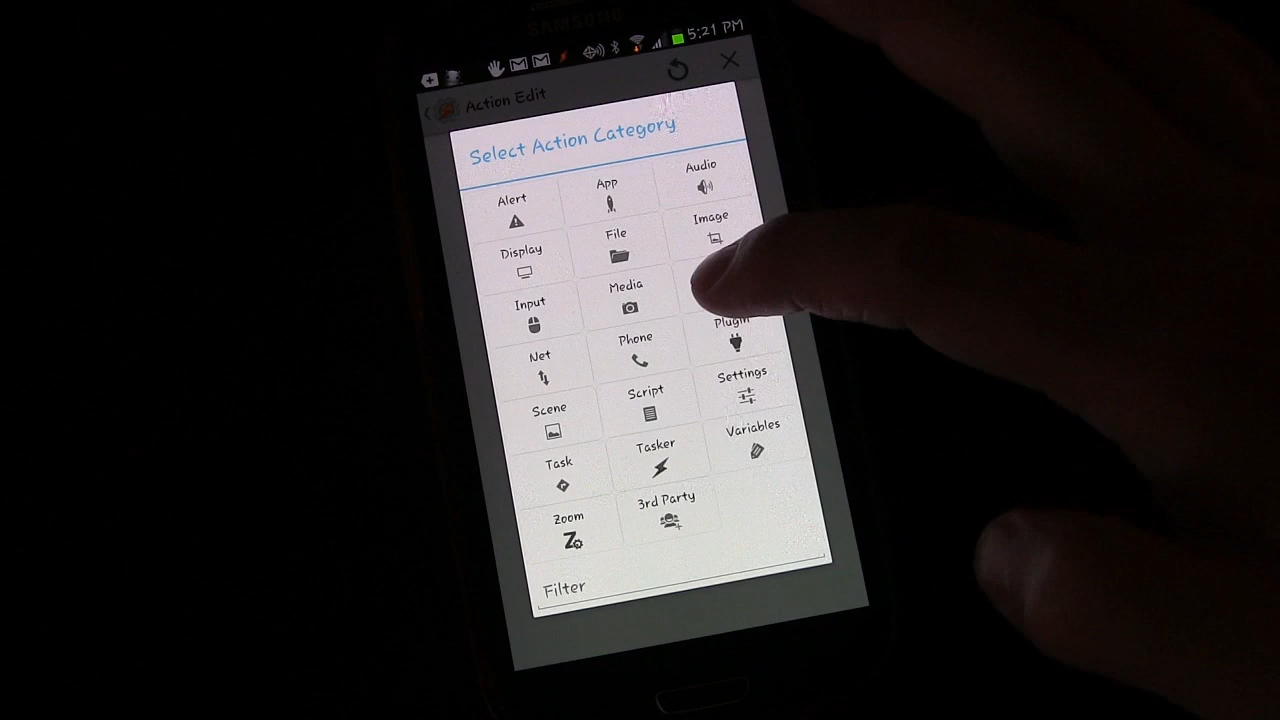 SAMSUNG
5:21 PM
Action Edit
Select Action Category
Alert App Audio
Display File Image
Input Media
Net Phone Plugin
Scene Script Settings
Task Tasker Variables
Zoom 3rd Party
Filter